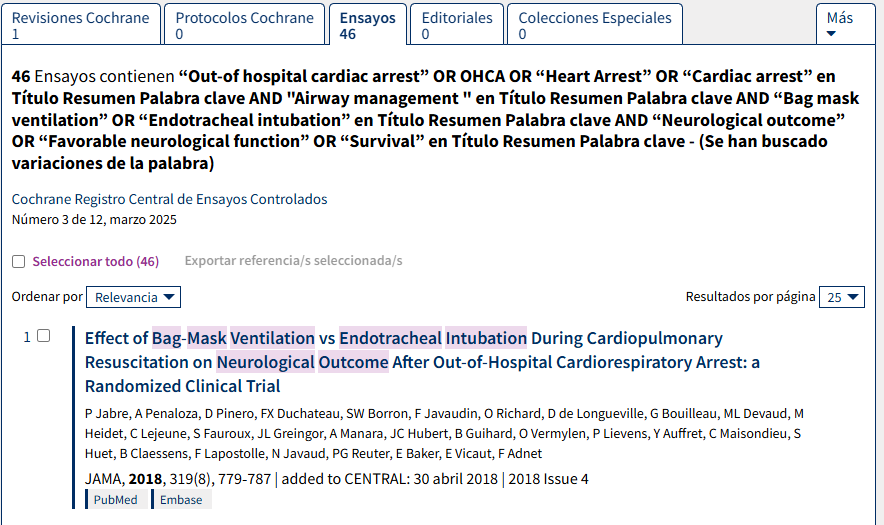 Revisiones Cochrane
1
Protocolos Cochrane
0
Ensayos
46
Editoriales
0
Colecciones Especiales
0
Más
46 Ensayos contienen “Out-of hospital cardiac arrest” OR OHCA OR “Heart Arrest” OR “Cardiac arrest” en
Título Resumen Palabra clave AND "Airway management " en Título Resumen Palabra clave AND “Bag mask
ventilation” OR “Endotracheal intubation” en Título Resumen Palabra clave AND “Neurological outcome”
OR “Favorable neurological function” OR “Survival” en Título Resumen Palabra clave - (Se han buscado
variaciones de la palabra)
Cochrane Registro Central de Ensayos Controlados
Número 3 de 12, marzo 2025
Seleccionar todo (46) Exportar referencia/s seleccionada/s
Ordenar por Relevancia Resultados por página 25
1 Effect of Bag-Mask Ventilation vs Endotracheal Intubation During Cardiopulmonary
Resuscitation on Neurological Outcome After Out-of-Hospital Cardiorespiratory Arrest: a
Randomized Clinical Trial
P Jabre, A Penaloza, D Pinero, FX Duchateau, SW Borron, F Javaudin, O Richard, D de Longueville, G Bouilleau, ML Devaud, M
Heidet, C Lejeune, S Fauroux, JL Greingor, A Manara, JC Hubert, B Guihard, O Vermylen, P Lievens, Y Auffret, C Maisondieu, S
Huet, B Claessens, F Lapostolle, N Javaud, PG Reuter, E Baker, E Vicaut, F Adnet
JAMA, 2018, 319(8), 779-787 | added to CENTRAL: 30 abril 2018 | 2018 Issue 4
PubMed Embase